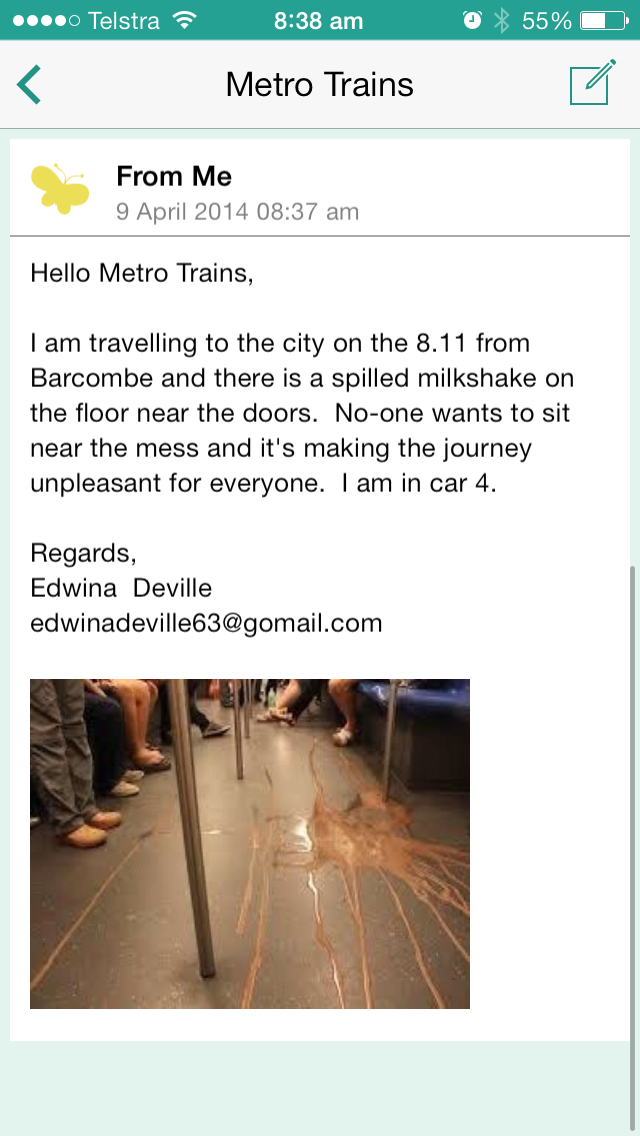 Telstra 8:38 am 55%
Metro Trains
From Me
9 April 2014 08:37 am
Hello Metro Trains,
I am travelling to the city on the 8.11 from
Barcombe and there is a spilled milkshake on
the floor near the doors.  No-one wants to sit
near the mess and it's making the journey
unpleasant for everyone.  I am in car 4.
Regards,
Edwina  Deville
edwinadeville63@gomail.com